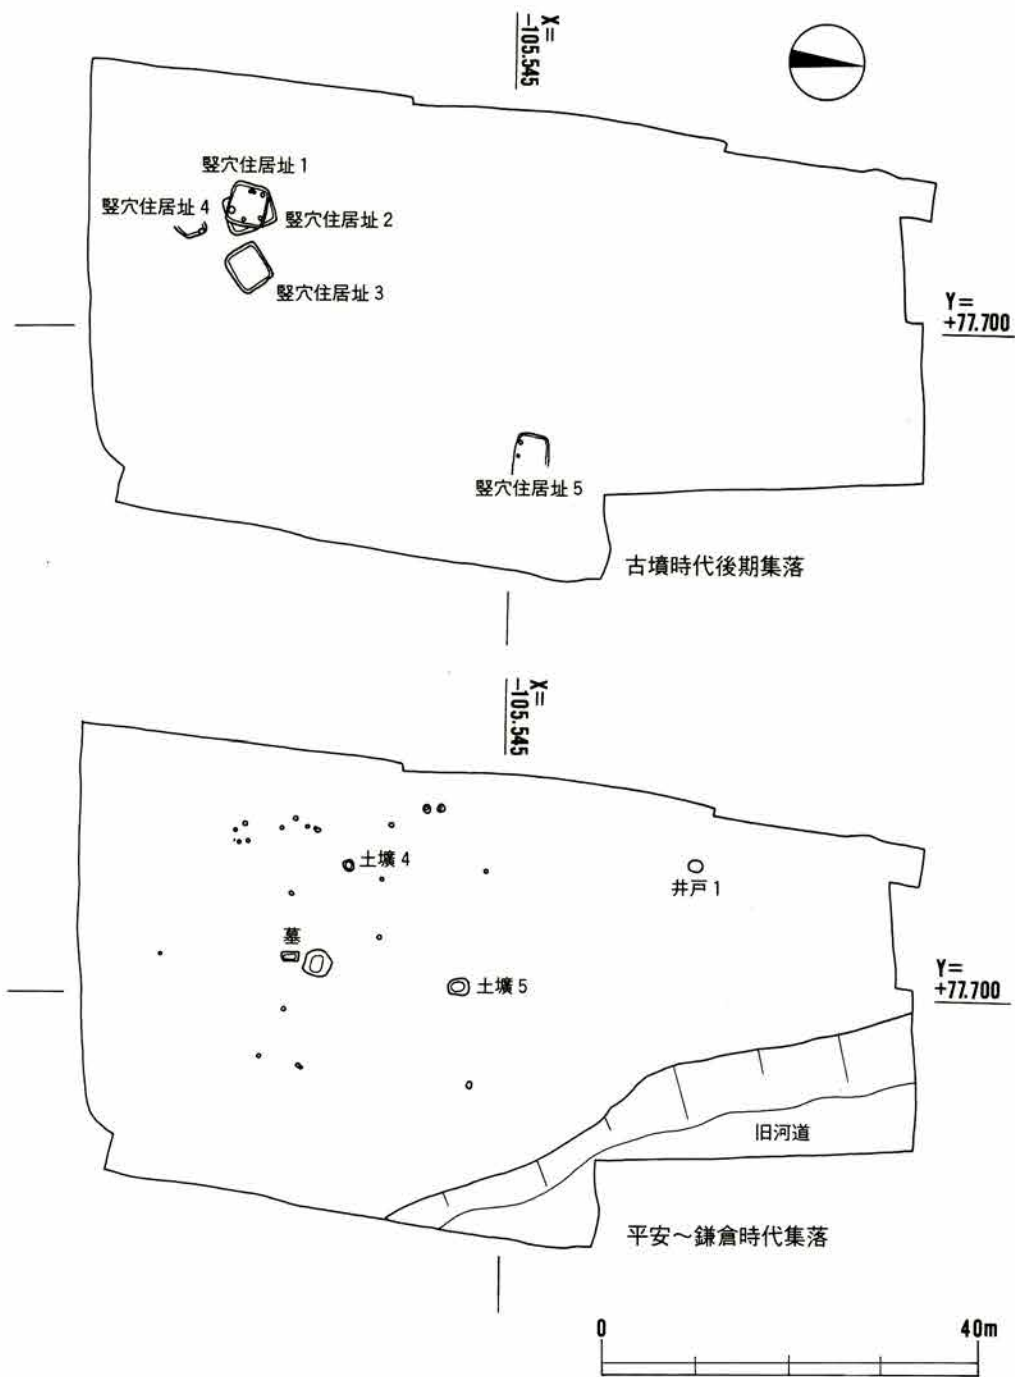 X=
-105.545
竪穴住居址 1
竪穴住居址 4
竪穴住居址 2
竪穴住居址 3
Y=
+77.700
竪穴住居址 5
古墳時代後期集落
X=
-105.545
土壙 4
井戸 1
墓
土壙 5
Y=
+77.700
旧河道
平安～鎌倉時代集落
0
40m